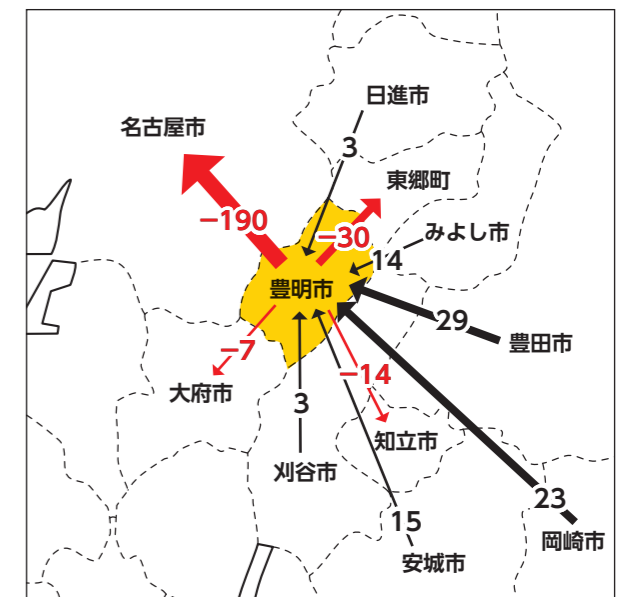 日進市
名古屋市
3
東郷町
−190
−30
みよし市
14
豊明市
29
豊田市
−7
−14
大府市
3
知立市
刈谷市
23
15
岡崎市
安城市